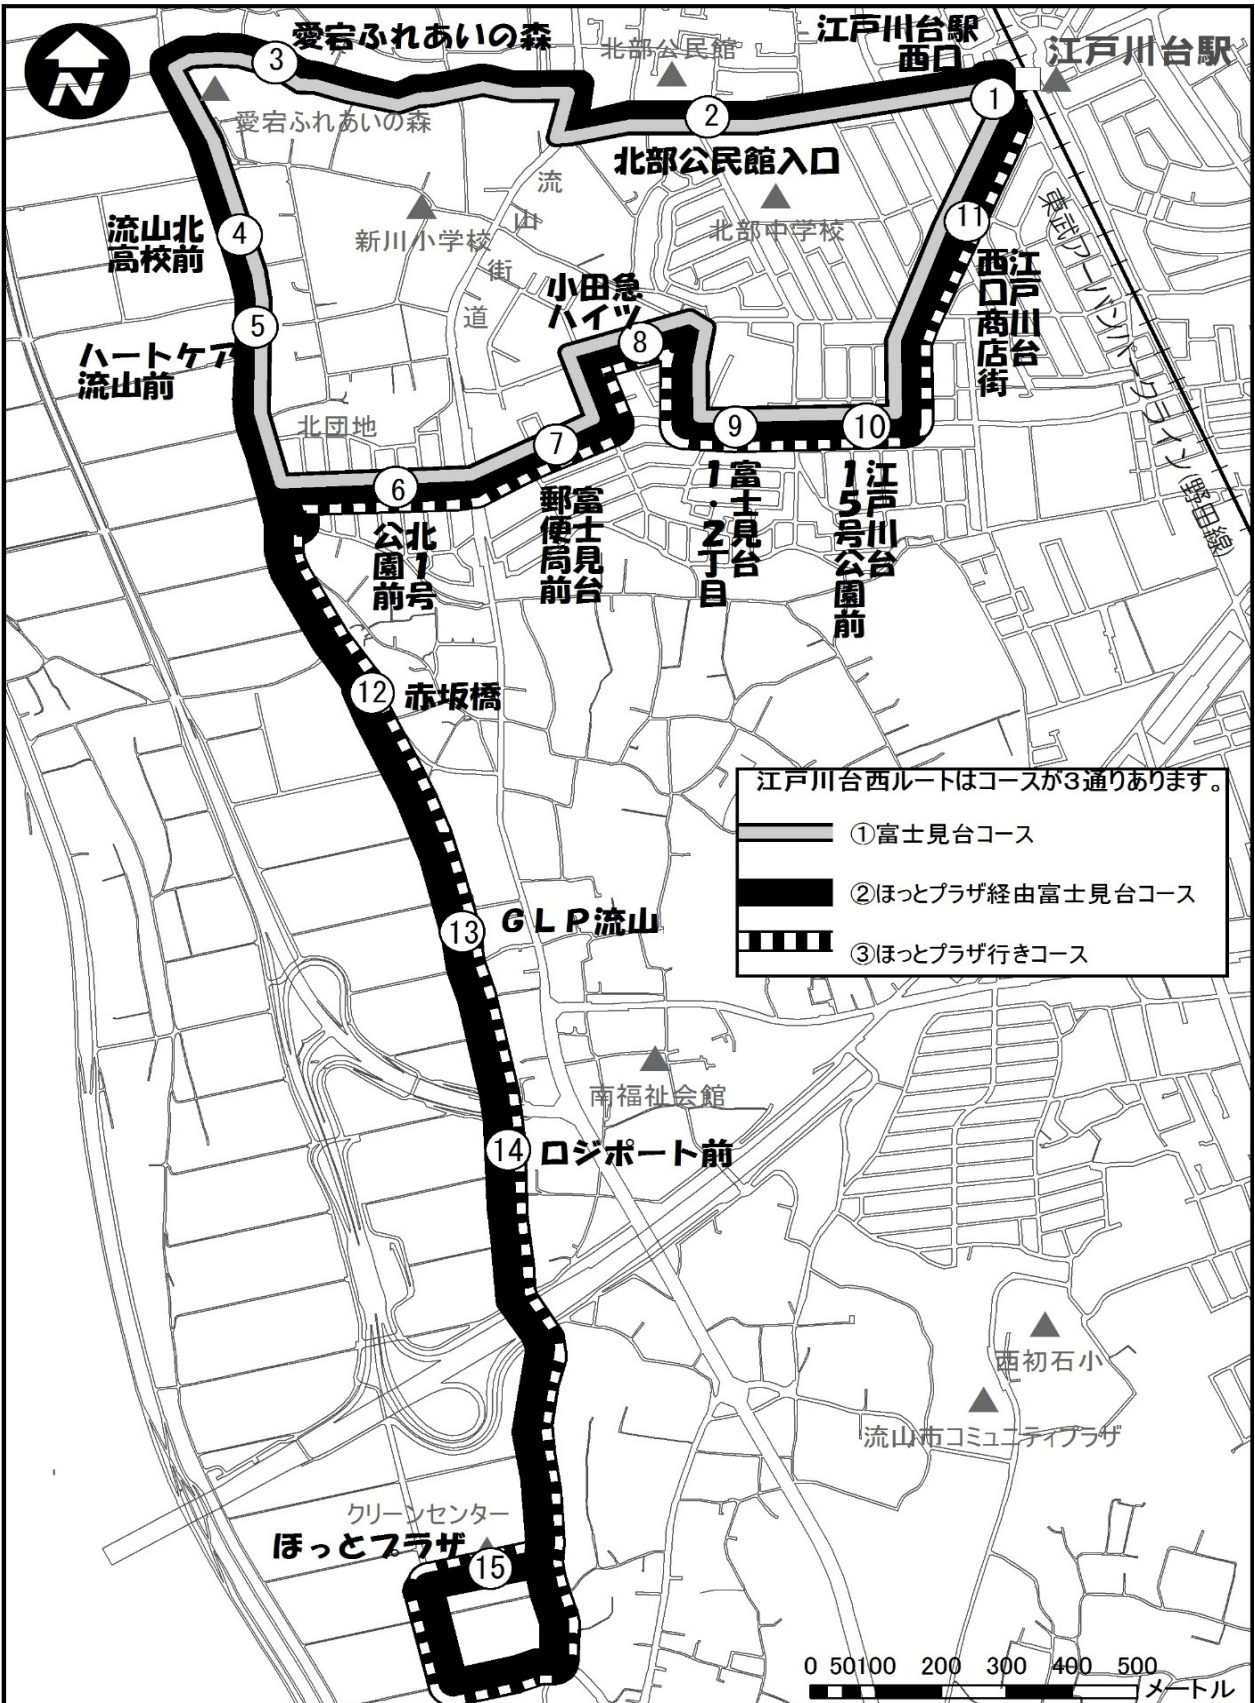 N
愛宕ふれあいの森
3
北部公民館
江戸川台駅
西口
江戸川台駅
1
愛宕ふれあいの森
2
北部公民館入口
流山街道
新川小学校
北部中学校
11
江戸川台
西口商店街
東武アーバンパークライン(野田線)
流山北
高校前
4
5
ハートケア
流山前
小田急
ハイツ
8
北団地
7
9
10
6
北1号
公園前
富士見台
郵便局前
富士見台
1・2丁目
江戸川台
15号公園前
12
赤坂橋
江戸川台西ルートはコースが3通りあります。
①富士見台コース
②ほっとプラザ経由富士見台コース
③ほっとプラザ行きコース
13
GLP流山
南福祉会館
14
ロジポート前
西初石小
流山市コミュニティプラザ
クリーンセンター
ほっとプラザ
15
0 50100 200 300 400 500
メートル